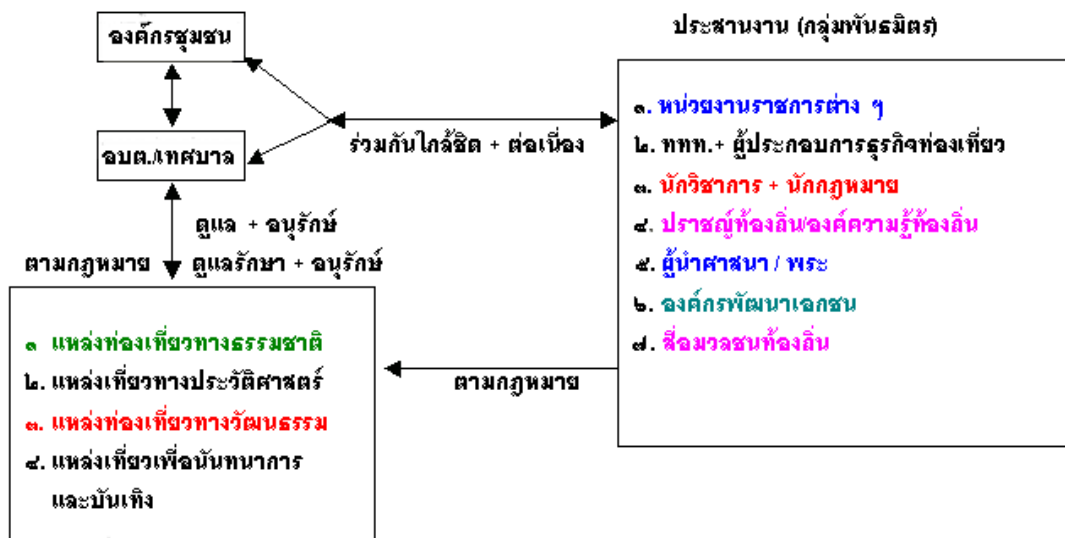 องค์กรชุมชน
ประสานงาน (กลุ่มพันธมิตร)
อบต./เทศบาล
ร่วมกันใกล้ชิด + ต่อเนื่อง
๑. หน่วยงานราชการต่าง ๆ
๒. ททท.+ ผู้ประกอบการธุรกิจท่องเที่ยว
๓. นักวิชาการ + นักกฎหมาย
๔. ปราชญ์ท้องถิ่น/องค์ความรู้ท้องถิ่น
๕. ผู้นำศาสนา / พระ
๖. องค์กรพัฒนาเอกชน
๗. สื่อมวลชนท้องถิ่น
ดูแล + อนุรักษ์
ตามกฎหมาย ดูแลรักษา + อนุรักษ์
๑ แหล่งท่องเที่ยวทางธรรมชาติ
๒. แหล่งเที่ยวทางประวัติศาสตร์
๓. แหล่งท่องเที่ยวทางวัฒนธรรม
๔. แหล่งเที่ยวเพื่อนันทนาการ
และบันเทิง
ตามกฎหมาย